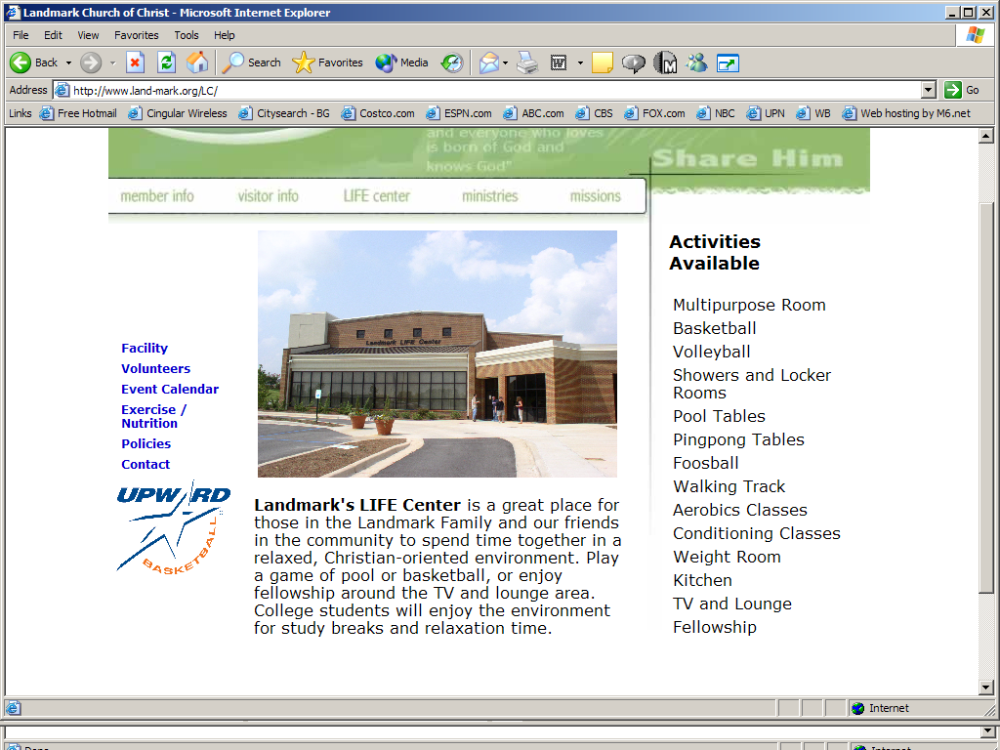 Landmark Church of Christ - Microsoft Internet Explorer
File Edit View Favorites Tools Help
Back Search Favorites Media
Address http://www.land-mark.org/LC/ Go
Links Free Hotmail Cingular Wireless Citysearch - BG Costco.com ESPN.com ABC.com CBS FOX.com NBC UPN WB Web hosting by M6.net
and everyone who loves
is born of God and
knows God"
Share Him
member info visitor info LIFE center ministries missions
Landmark LIFE Center
Facility
Volunteers
Event Calendar
Exercise /
Nutrition
Policies
Contact
UPWARD
BASKETBALL
Landmark's LIFE Center is a great place for
those in the Landmark Family and our friends
in the community to spend time together in a
relaxed, Christian-oriented environment. Play
a game of pool or basketball, or enjoy
fellowship around the TV and lounge area.
College students will enjoy the environment
for study breaks and relaxation time.
Activities
Available
Multipurpose Room
Basketball
Volleyball
Showers and Locker
Rooms
Pool Tables
Pingpong Tables
Foosball
Walking Track
Aerobics Classes
Conditioning Classes
Weight Room
Kitchen
TV and Lounge
Fellowship
Internet
Done Internet